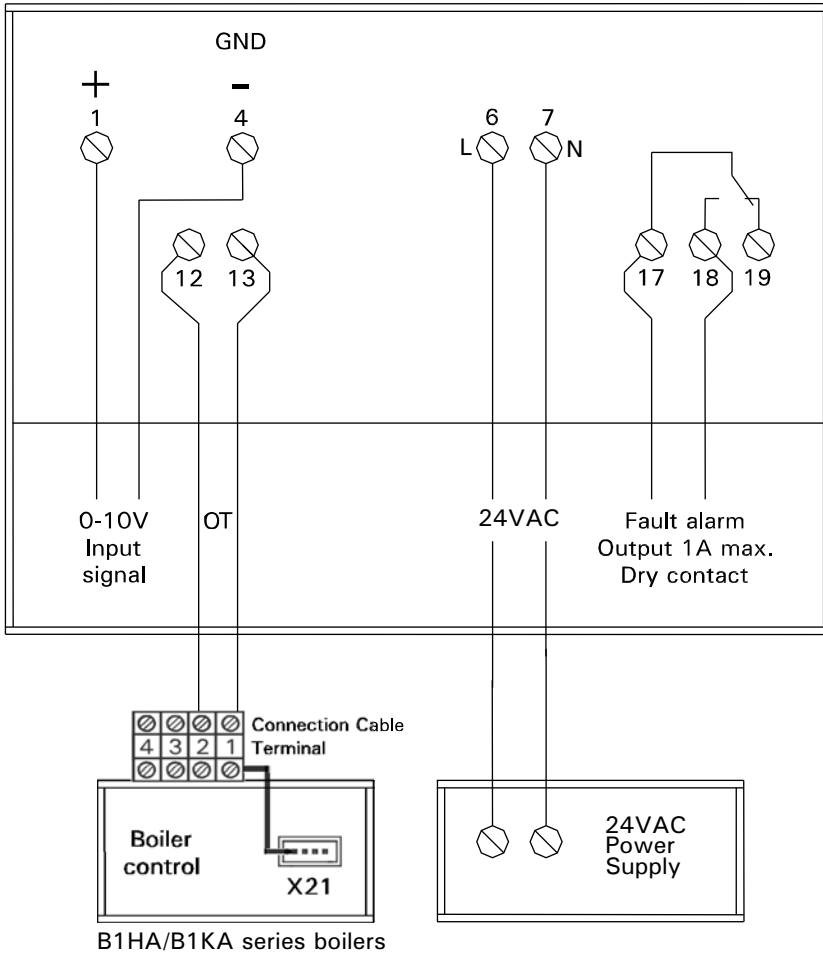 GND
+ -
1 4 6 7
L N
12 13 17 18 19
0-10V
Input
signal
OT
24VAC
Fault alarm
Output 1A max.
Dry contact
Connection Cable
Terminal
4 3 2 1
Boiler
control
X21
24VAC
Power
Supply
B1HA/B1KA series boilers